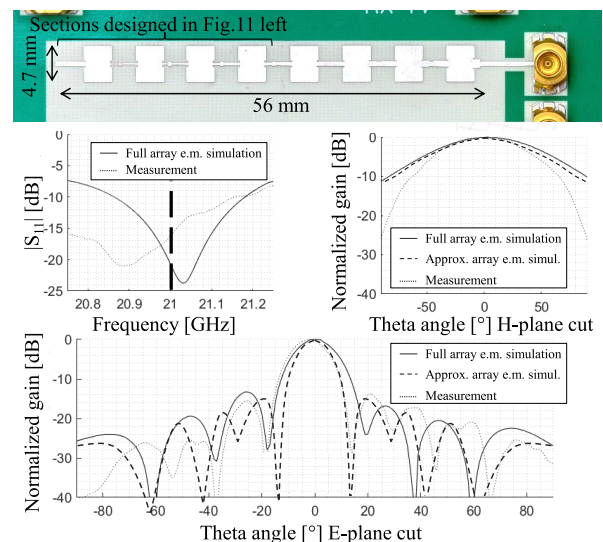 Sections designed in Fig.11 left
4.7 mm
56 mm
|S₁₁| [dB]
0
-5
-10
-15
-20
-25
Full array e.m. simulation
Measurement
20.8 20.9 21 21.1 21.2
Frequency [GHz]
Normalized gain [dB]
0
-10
-20
-30
-40
Full array e.m. simulation
Approx. array e.m. simul.
Measurement
-50 0 50
Theta angle [°] H-plane cut
Normalized gain [dB]
0
-10
-20
-30
-40
Full array e.m. simulation
Approx. array e.m. simul.
Measurement
-80 -60 -40 -20 0 20 40 60 80
Theta angle [°] E-plane cut